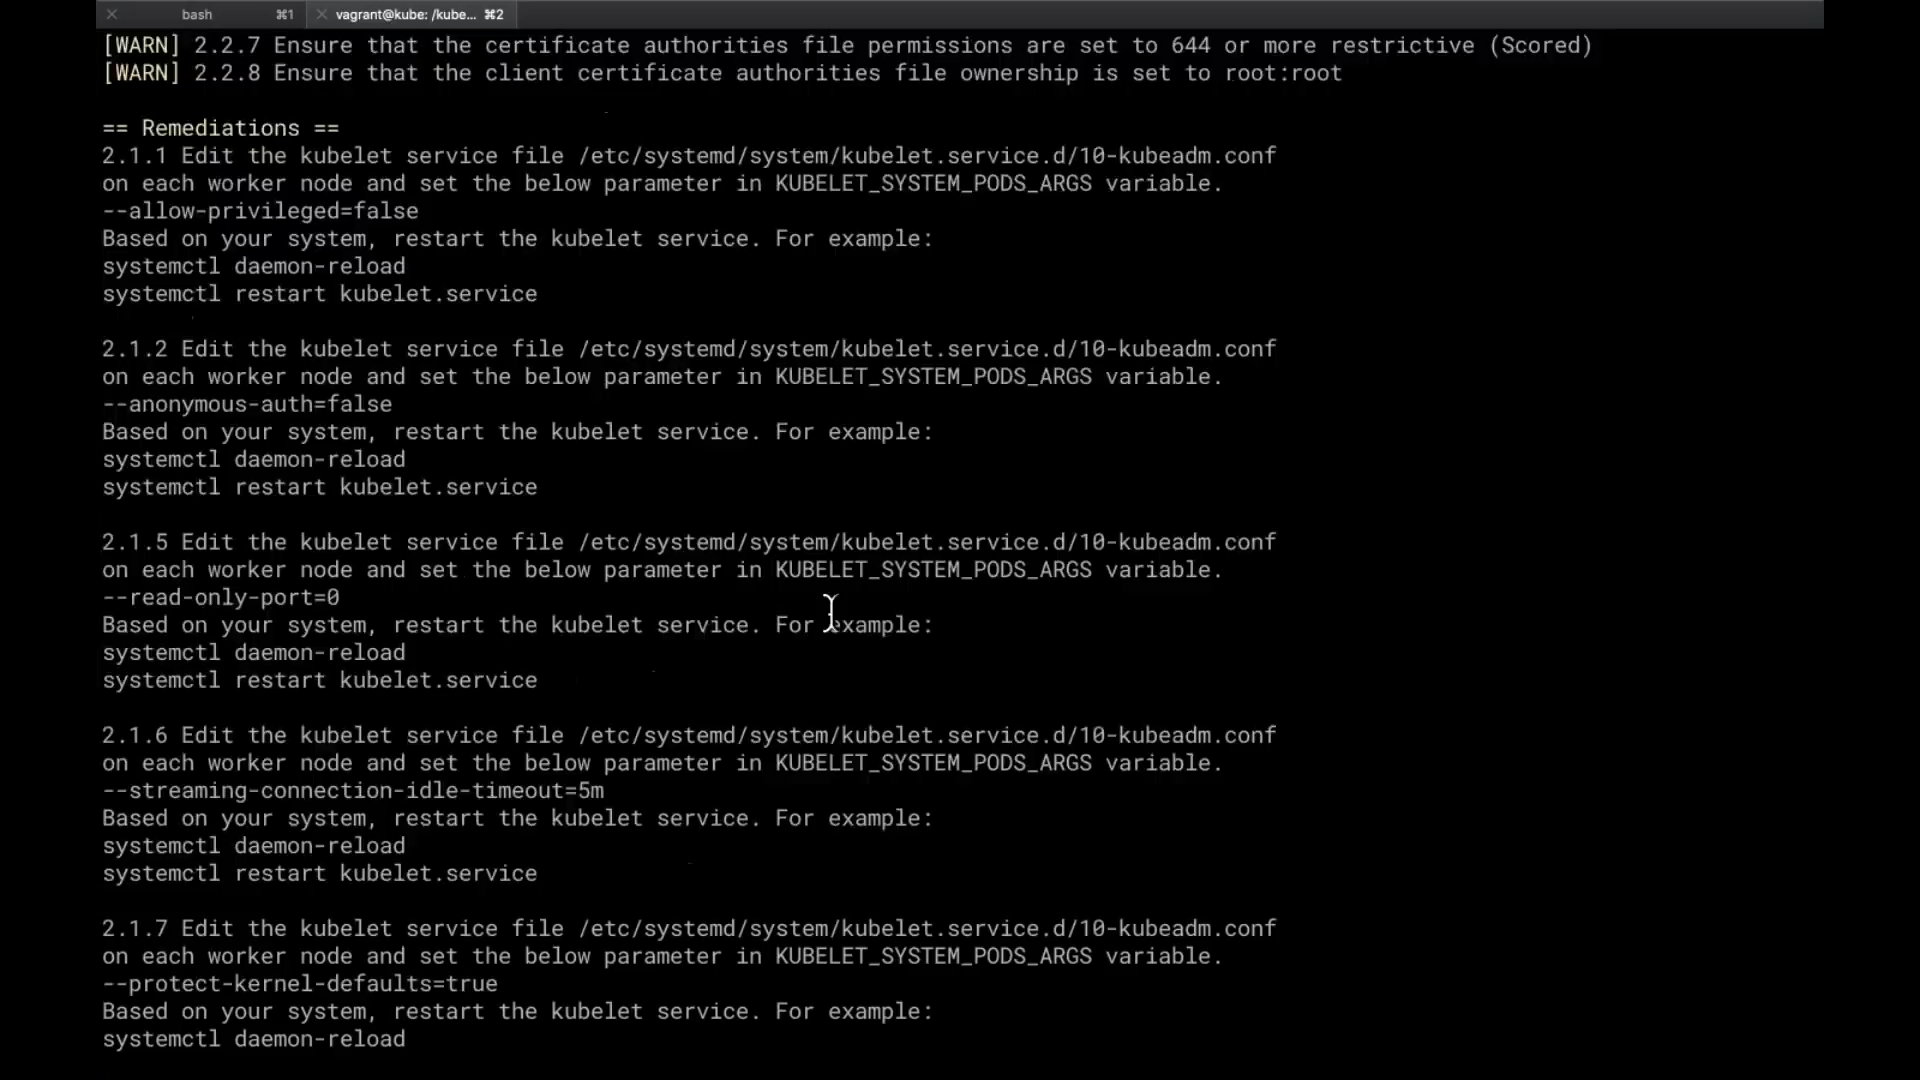 bash ⌘1 vagrant@kube: /kube... ⌘2
[WARN] 2.2.7 Ensure that the certificate authorities file permissions are set to 644 or more restrictive (Scored)
[WARN] 2.2.8 Ensure that the client certificate authorities file ownership is set to root:root
== Remediations ==
2.1.1 Edit the kubelet service file /etc/systemd/system/kubelet.service.d/10-kubeadm.conf
on each worker node and set the below parameter in KUBELET_SYSTEM_PODS_ARGS variable.
--allow-privileged=false
Based on your system, restart the kubelet service. For example:
systemctl daemon-reload
systemctl restart kubelet.service
2.1.2 Edit the kubelet service file /etc/systemd/system/kubelet.service.d/10-kubeadm.conf
on each worker node and set the below parameter in KUBELET_SYSTEM_PODS_ARGS variable.
--anonymous-auth=false
Based on your system, restart the kubelet service. For example:
systemctl daemon-reload
systemctl restart kubelet.service
2.1.5 Edit the kubelet service file /etc/systemd/system/kubelet.service.d/10-kubeadm.conf
on each worker node and set the below parameter in KUBELET_SYSTEM_PODS_ARGS variable.
--read-only-port=0
Based on your system, restart the kubelet service. For example:
systemctl daemon-reload
systemctl restart kubelet.service
2.1.6 Edit the kubelet service file /etc/systemd/system/kubelet.service.d/10-kubeadm.conf
on each worker node and set the below parameter in KUBELET_SYSTEM_PODS_ARGS variable.
--streaming-connection-idle-timeout=5m
Based on your system, restart the kubelet service. For example:
systemctl daemon-reload
systemctl restart kubelet.service
2.1.7 Edit the kubelet service file /etc/systemd/system/kubelet.service.d/10-kubeadm.conf
on each worker node and set the below parameter in KUBELET_SYSTEM_PODS_ARGS variable.
--protect-kernel-defaults=true
Based on your system, restart the kubelet service. For example:
systemctl daemon-reload